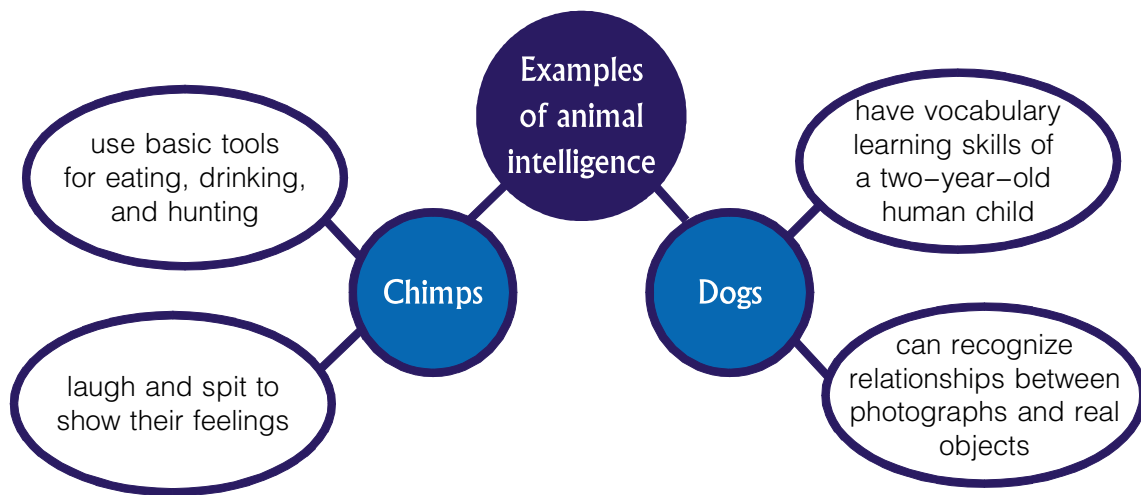 Examples
of animal
intelligence
use basic tools
for eating, drinking,
and hunting
Chimps
laugh and spit to
show their feelings
have vocabulary
learning skills of
a two–year–old
human child
Dogs
can recognize
relationships between
photographs and real
objects